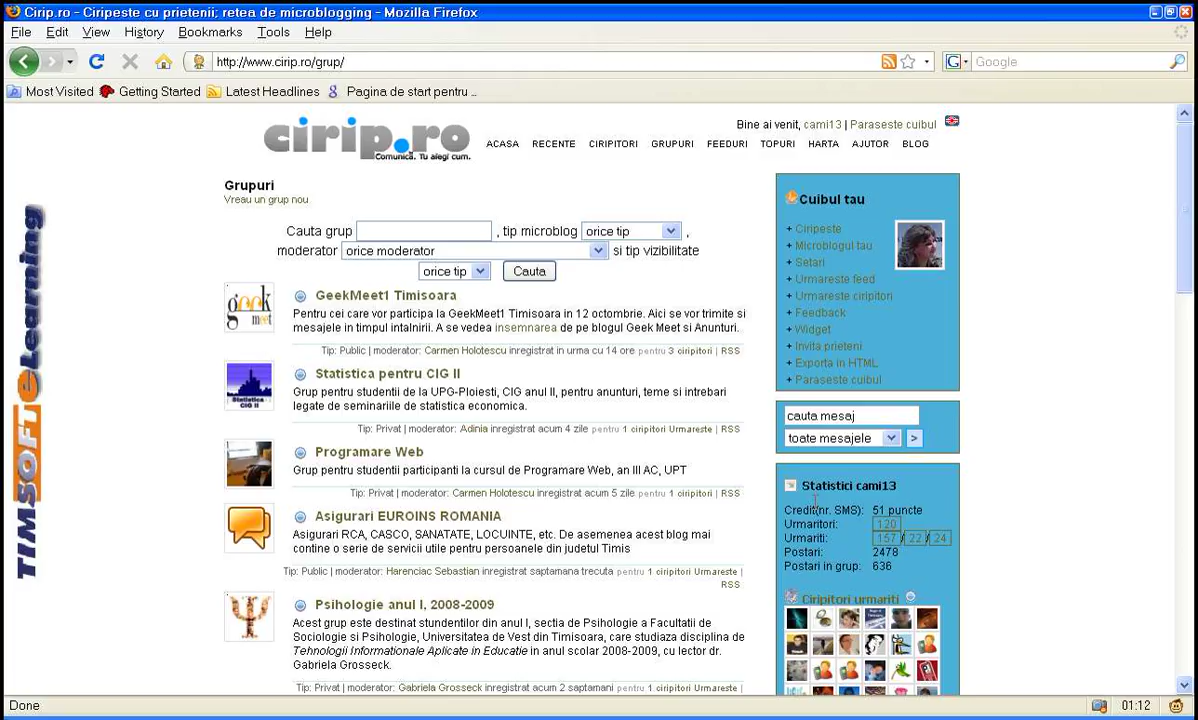 Cirip.ro - Ciripeste cu prietenii; retea de microblogging - Mozilla Firefox
File Edit View History Bookmarks Tools Help
http://www.cirip.ro/grup/
Google
Most Visited Getting Started Latest Headlines Pagina de start pentru ...
cirip.ro
Comunică. Tu alegi cum.
Bine ai venit, cami13 | Paraseste cuibul
ACASA RECENTE CIRIPITORI GRUPURI FEEDURI TOPURI HARTA AJUTOR BLOG
TIMSOFT eLearning
Grupuri
Vreau un grup nou
Cauta grup , tip microblog orice tip ,
moderator orice moderator si tip vizibilitate
orice tip Cauta
geek meet
GeekMeet1 Timisoara
Pentru cei care vor participa la GeekMeet1 Timisoara in 12 octombrie. Aici se vor trimite si
mesajele in timpul intalnirii. A se vedea insemnarea de pe blogul Geek Meet si Anunturi.
Tip: Public | moderator: Carmen Holotescu inregistrat in urma cu 14 ore pentru 3 ciripitori | RSS
Statistica CIG II
Statistica pentru CIG II
Grup pentru studentii de la UPG-Ploiesti, CIG anul II, pentru anunturi, teme si intrebari
legate de seminariile de statistica economica.
Tip: Privat | moderator: Adinia inregistrat acum 4 zile pentru 1 ciripitori Urmareste | RSS
Programare Web
Grup pentru studentii participanti la cursul de Programare Web, an III AC, UPT
Tip: Privat | moderator: Carmen Holotescu inregistrat acum 5 zile pentru 1 ciripitori | RSS
Asigurari EUROINS ROMANIA
Asigurari RCA, CASCO, SANATATE, LOCUINTE, etc. De asemenea acest blog mai
contine o serie de servicii utile pentru persoanele din judetul Timis
Tip: Public | moderator: Harenciac Sebastian inregistrat saptamana trecuta pentru 1 ciripitori Urmareste |
RSS
Psihologie anul I, 2008-2009
Acest grup este destinat stundentilor din anul I, sectia de Psihologie a Facultatii de
Sociologie si Psihologie, Universitatea de Vest din Timisoara, care studiaza disciplina de
Tehnologii Informationale Aplicate in Educatie in anul scolar 2008-2009, cu lector dr.
Gabriela Grosseck.
Tip: Privat | moderator: Gabriela Grosseck inregistrat acum 2 saptamani pentru 1 ciripitori Urmareste | RSS
Cuibul tau
+ Ciripeste
+ Microblogul tau
+ Setari
+ Urmareste feed
+ Urmareste ciripitori
+ Feedback
+ Widget
+ Invita prieteni
+ Exporta in HTML
+ Paraseste cuibul
cauta mesaj
toate mesajele >
Statistici cami13
Credit(nr. SMS): 51 puncte
Urmaritori: 120
Urmariti: 157 / 22 / 24
Postari: 2478
Postari in grup: 636
Ciripitori urmariti
Done
01:12